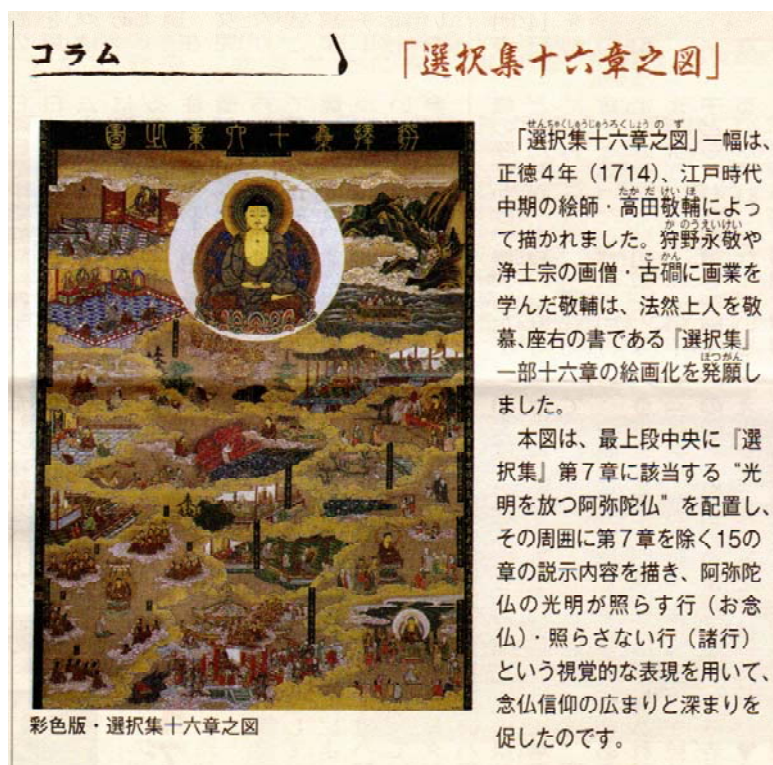 コラム
「選択集十六章之図」
「選択集十六章之図」一幅は、
正徳4年(1714)、江戸時代
中期の絵師・高田敬輔によっ
て描かれました。狩野永敬や
浄土宗の画僧・古磵に画業を
学んだ敬輔は、法然上人を敬
慕、座右の書である『選択集』
一部十六章の絵画化を発願し
ました。
本図は、最上段中央に『選
択集』第7章に該当する“光
明を放つ阿弥陀仏”を配置し、
その周囲に第7章を除く15の
章の説示内容を描き、阿弥陀
仏の光明が照らす行(お念
仏)・照らさない行(諸行)
という視覚的な表現を用いて、
念仏信仰の広まりと深まりを
促したのです。
彩色版・選択集十六章之図